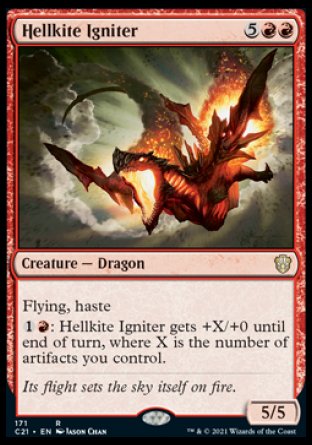 Hellkite Igniter 5
Creature — Dragon
Flying, haste
1 : Hellkite Igniter gets +X/+0 until
end of turn, where X is the number of
artifacts you control.
Its flight sets the sky itself on fire.
5/5
171 R
C21 • EN JASON CHAN
™ & © 2021 Wizards of the Coast